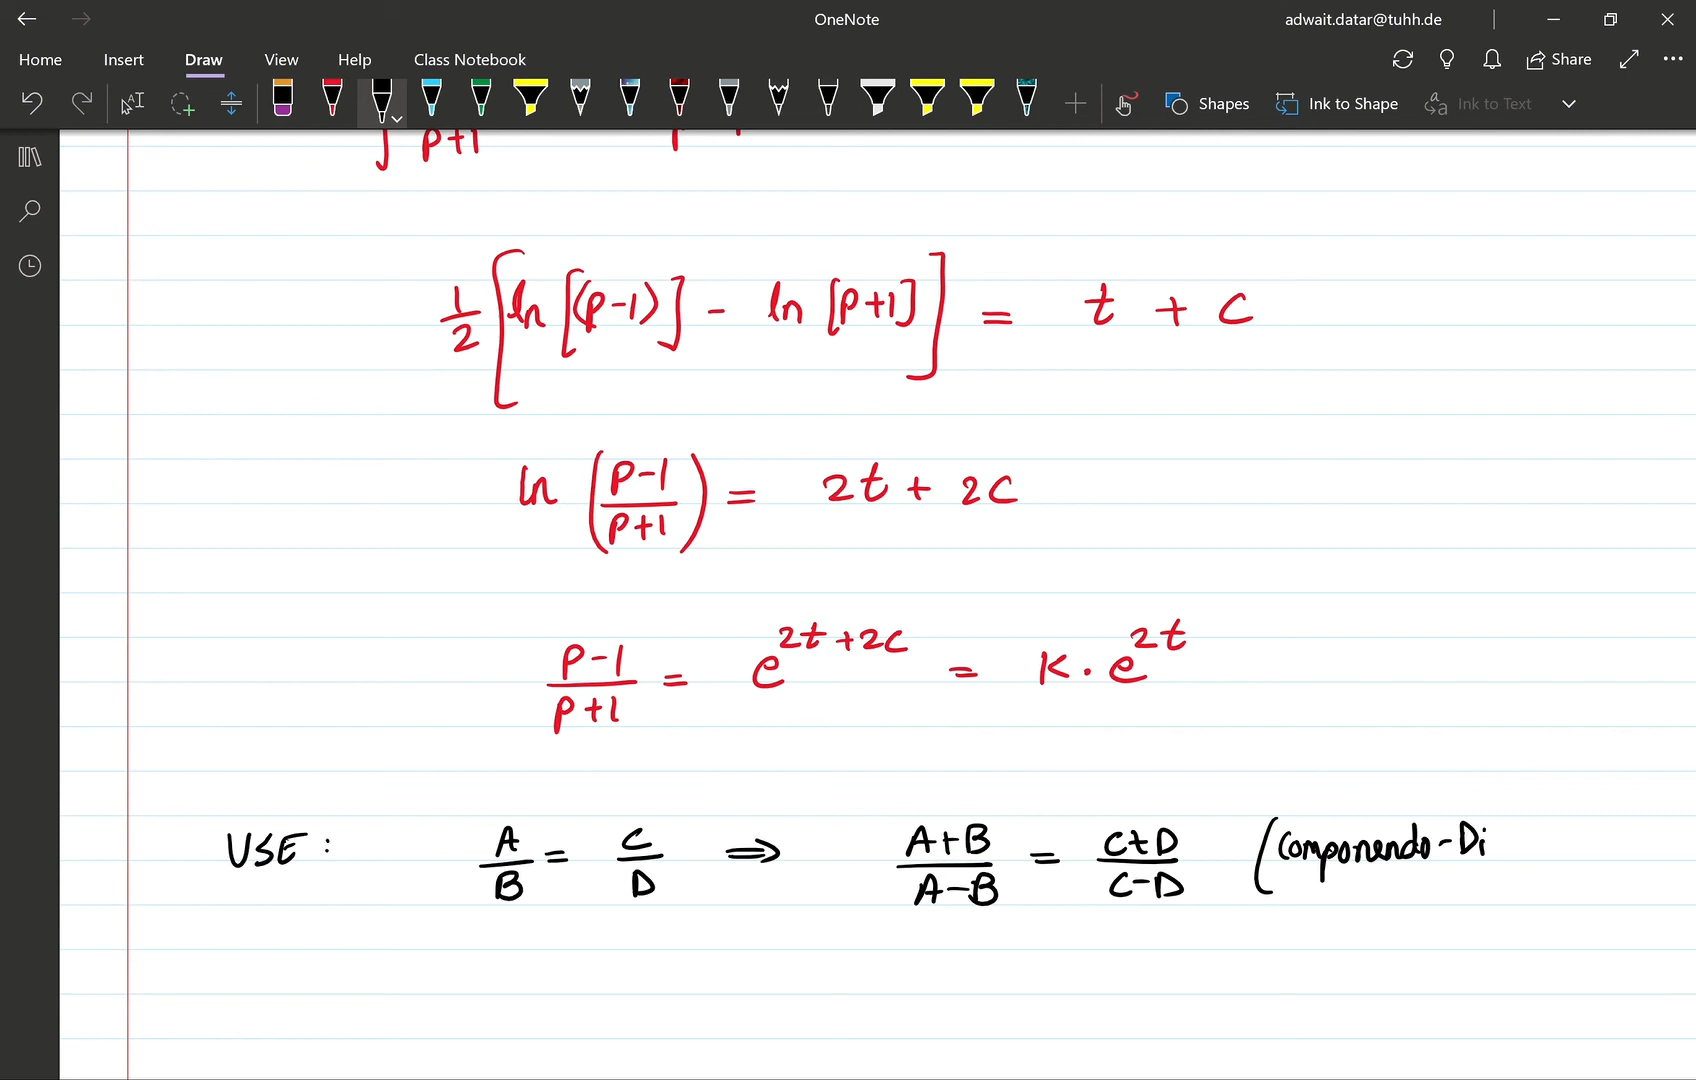 OneNote
adwait.datar@tuhh.de
Home Insert Draw View Help Class Notebook
Share
Shapes Ink to Shape Ink to Text
∫ p+1
1/2 [ln [(p-1)] - ln [p+1]] = t + c
ln (p-1/p+1) = 2t + 2c
p-1/p+1 = e^{2t+2c} = K · e^{2t}
USE : A/B = C/D ⟹ A+B/A-B = C+D/C-D (Componendo-Di